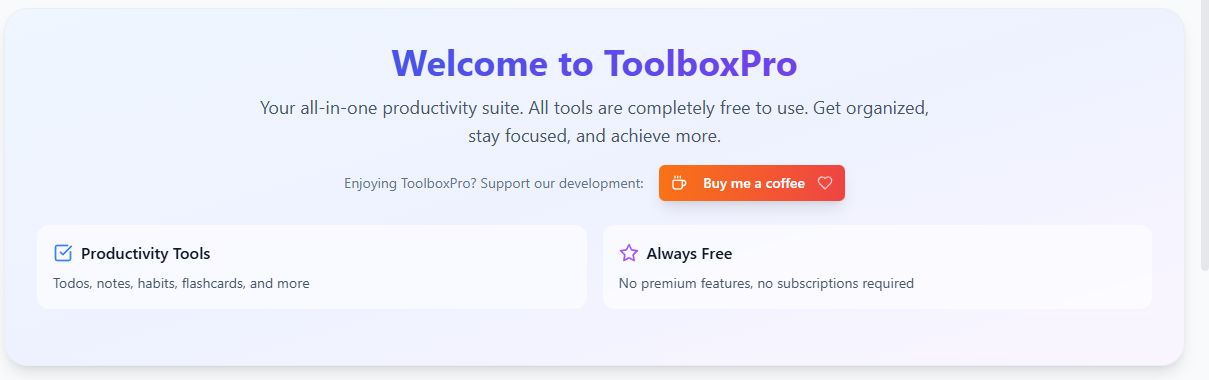 Welcome to ToolboxPro
Your all-in-one productivity suite. All tools are completely free to use. Get organized,
stay focused, and achieve more.
Enjoying ToolboxPro? Support our development:
Buy me a coffee
Productivity Tools
Todos, notes, habits, flashcards, and more
Always Free
No premium features, no subscriptions required